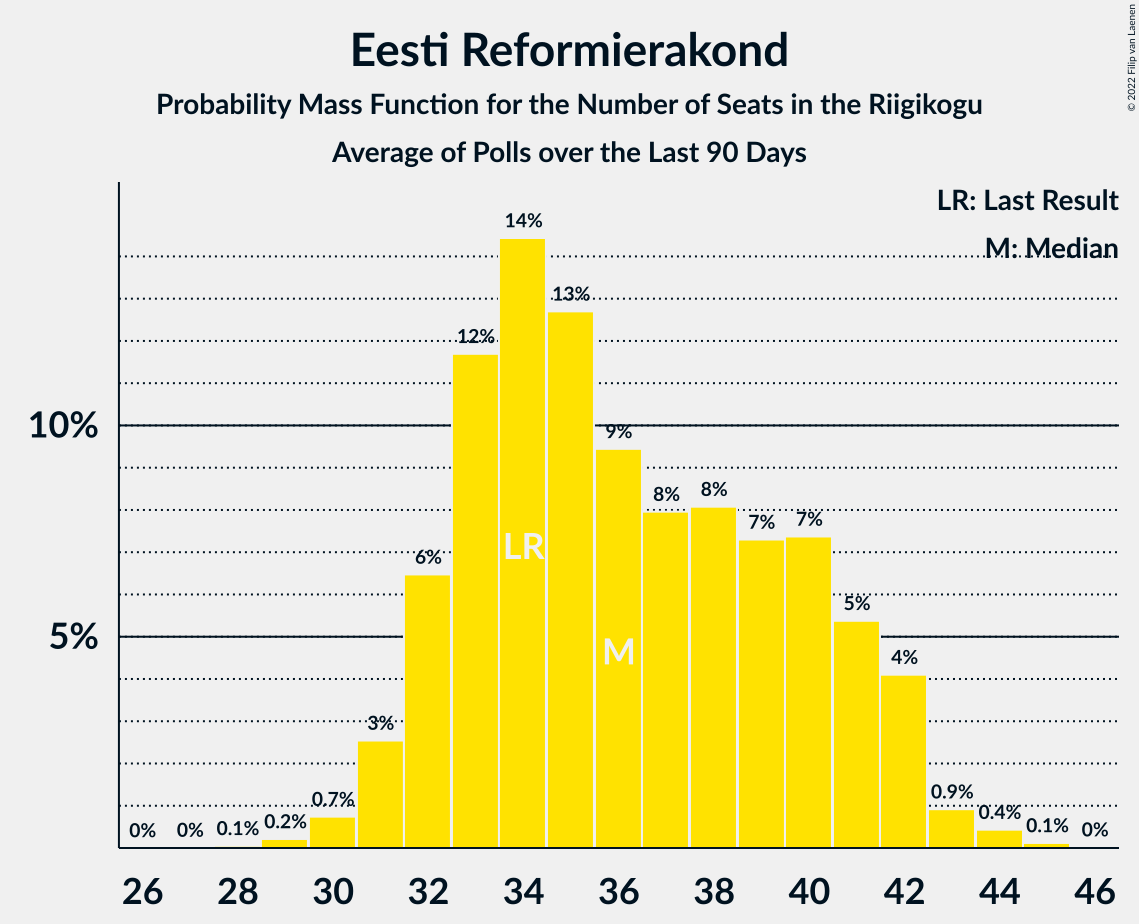 Eesti Reformierakond
Probability Mass Function for the Number of Seats in the Riigikogu
Average of Polls over the Last 90 Days
© 2022 Filip van Laenen
LR: Last Result
M: Median
10%
5%
0%
0%
0.1%
0.2%
0.7%
3%
6%
12%
14%
13%
9%
8%
8%
7%
7%
5%
4%
0.9%
0.4%
0.1%
0%
LR
M
26 28 30 32 34 36 38 40 42 44 46